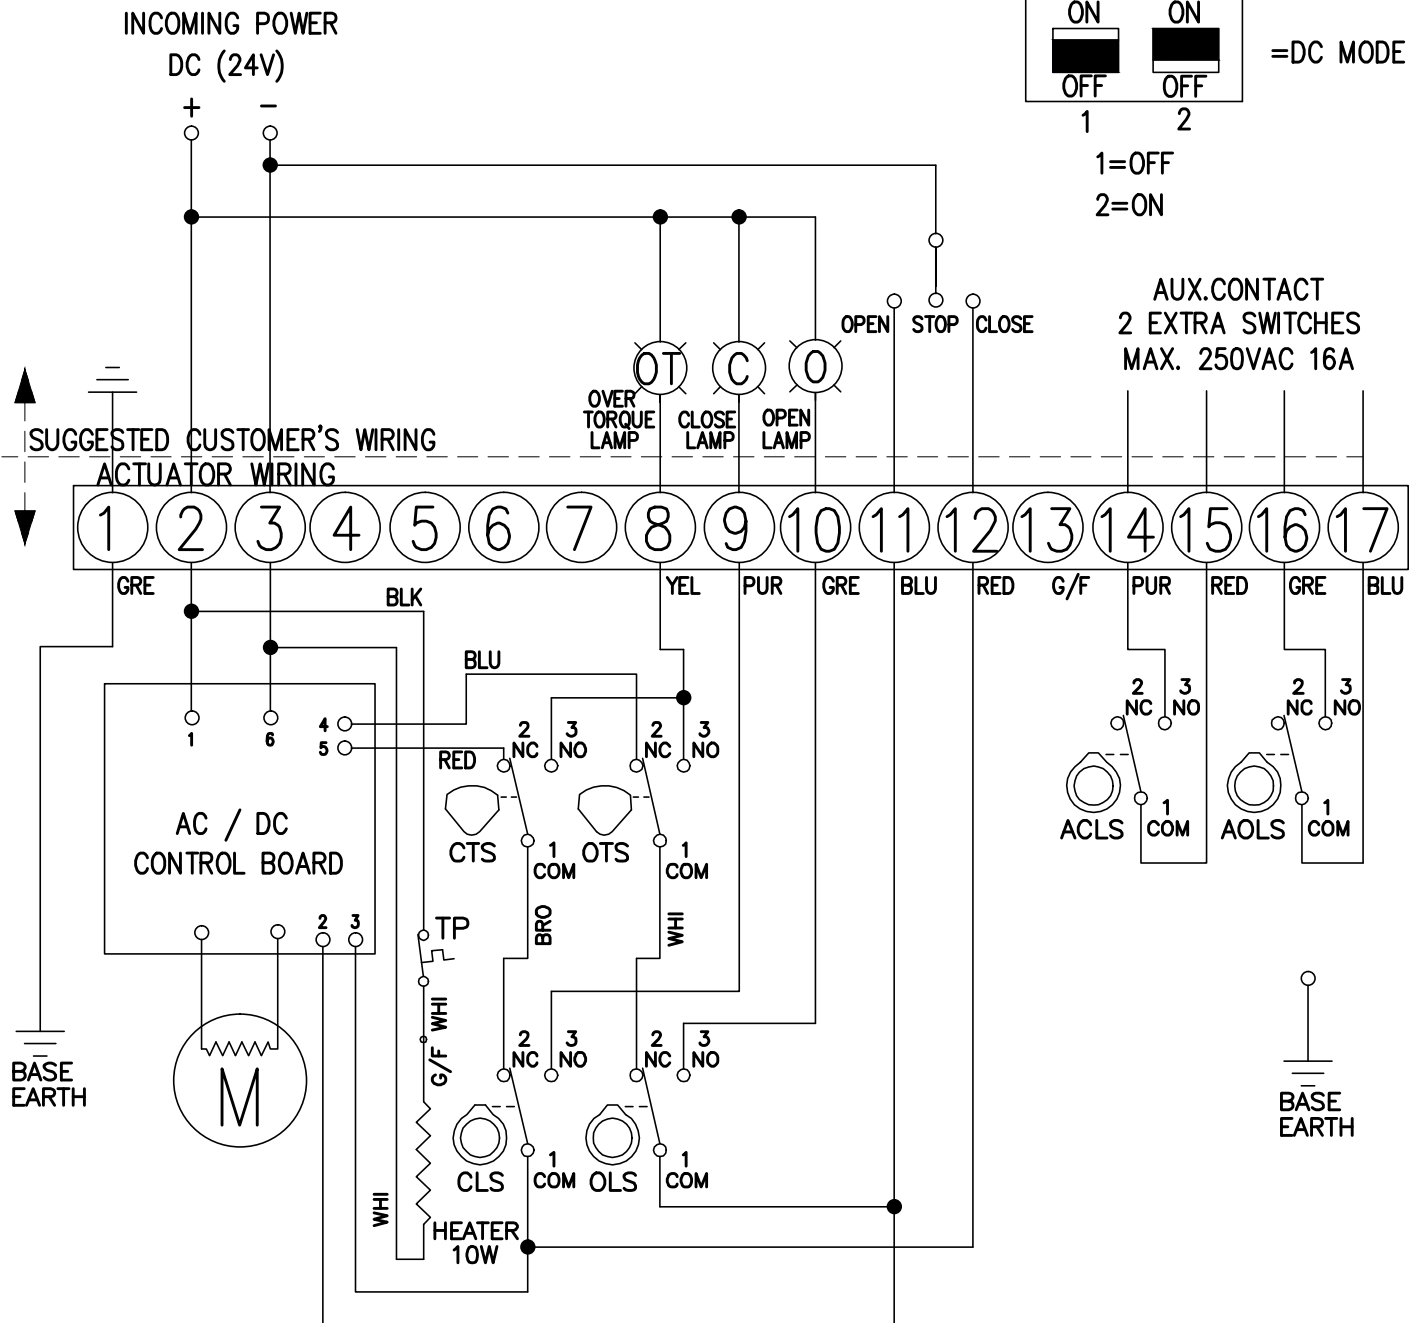 INCOMING POWER
DC (24V)
+ −
ON ON
OFF OFF
=DC MODE
1 2
1=OFF
2=ON
AUX.CONTACT
2 EXTRA SWITCHES
MAX. 250VAC 16A
OPEN STOP CLOSE
OT C O
OVER
TORQUE
LAMP
CLOSE
LAMP
OPEN
LAMP
SUGGESTED CUSTOMER'S WIRING
ACTUATOR WIRING
1 2 3 4 5 6 7 8 9 10 11 12 13 14 15 16 17
GRE YEL PUR GRE BLU RED G/F PUR RED GRE BLU
BLK
BLU
RED
1 6 4
5
AC / DC
CONTROL BOARD
2 3
2
NC
3
NO
2
NC
3
NO
CTS
1
COM
OTS
1
COM
2
NC
3
NO
2
NC
3
NO
ACLS
1
COM
AOLS
1
COM
BRO
WHI
TP
WHI
G/F
M
BASE
EARTH
2
NC
3
NO
2
NC
3
NO
CLS
1
COM
OLS
1
COM
WHI
HEATER
10W
BASE
EARTH